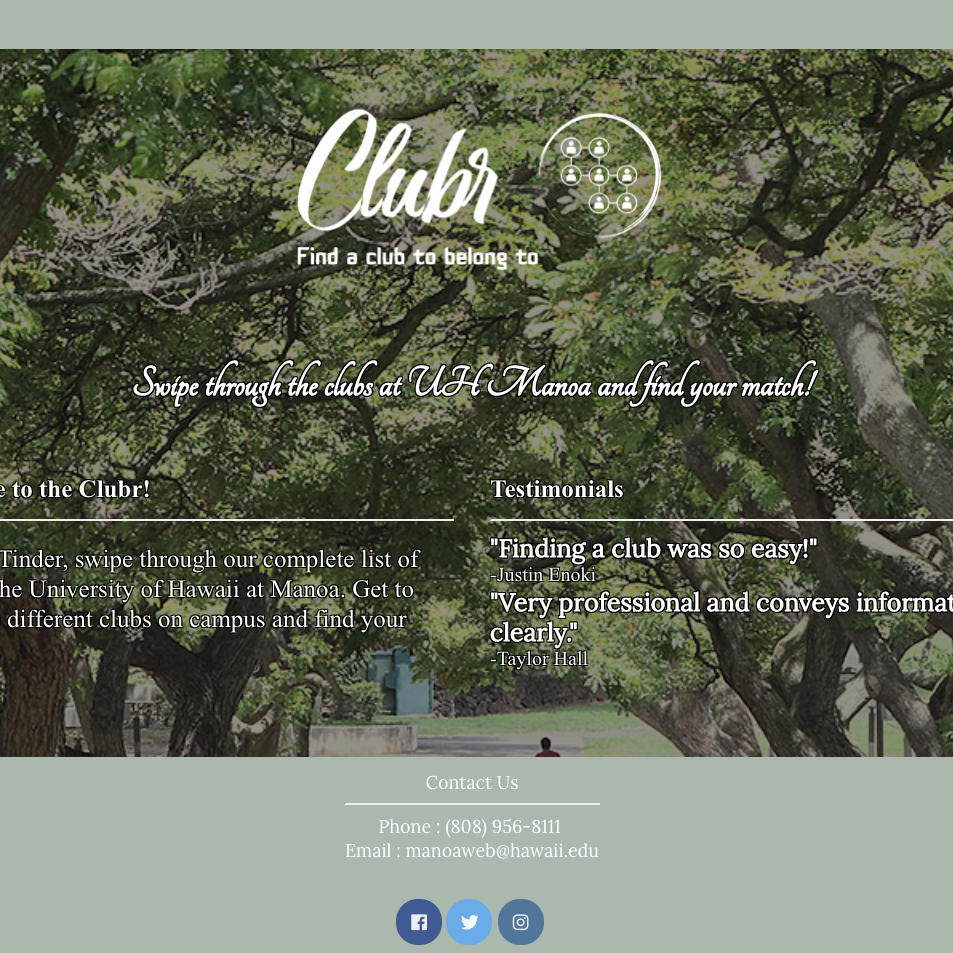 Clubr
Find a club to belong to
Swipe through the clubs at UH Manoa and find your match!
to the Clubr!
Tinder, swipe through our complete list of
University of Hawaii at Manoa. Get to
different clubs on campus and find your
Testimonials
"Finding a club was so easy!"
-Justin Enoki
"Very professional and conveys
clearly."
-Taylor Hall
Contact Us
Phone : (808) 956-8111
Email : manoaweb@hawaii.edu